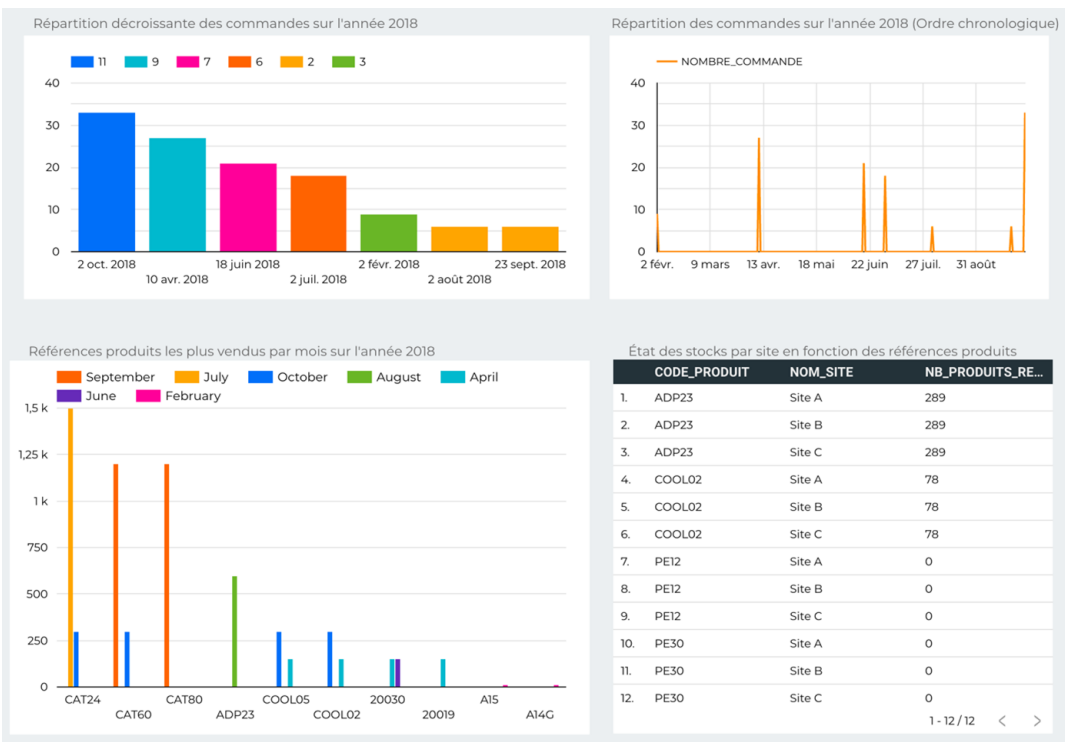 Répartition décroissante des commandes sur l'année 2018
11 9 7 6 2 3
40
30
20
10
0
2 oct. 2018 18 juin 2018 2 févr. 2018 23 sept. 2018
10 avr. 2018 2 juil. 2018 2 août 2018
Répartition des commandes sur l'année 2018 (Ordre chronologique)
NOMBRE_COMMANDE
40
30
20
10
0
2 févr. 9 mars 13 avr. 18 mai 22 juin 27 juil. 31 août
Références produits les plus vendus par mois sur l'année 2018
September July October August April
June February
1,5 k
1,25 k
1 k
750
500
250
0
CAT24 CAT80 COOL05 20030 A15
CAT60 ADP23 COOL02 20019 A14G
État des stocks par site en fonction des références produits
CODE_PRODUIT NOM_SITE NB_PRODUITS_RE...
1. ADP23 Site A 289
2. ADP23 Site B 289
3. ADP23 Site C 289
4. COOL02 Site A 78
5. COOL02 Site B 78
6. COOL02 Site C 78
7. PE12 Site A 0
8. PE12 Site B 0
9. PE12 Site C 0
10. PE30 Site A 0
11. PE30 Site B 0
12. PE30 Site C 0
1 - 12 / 12 < >